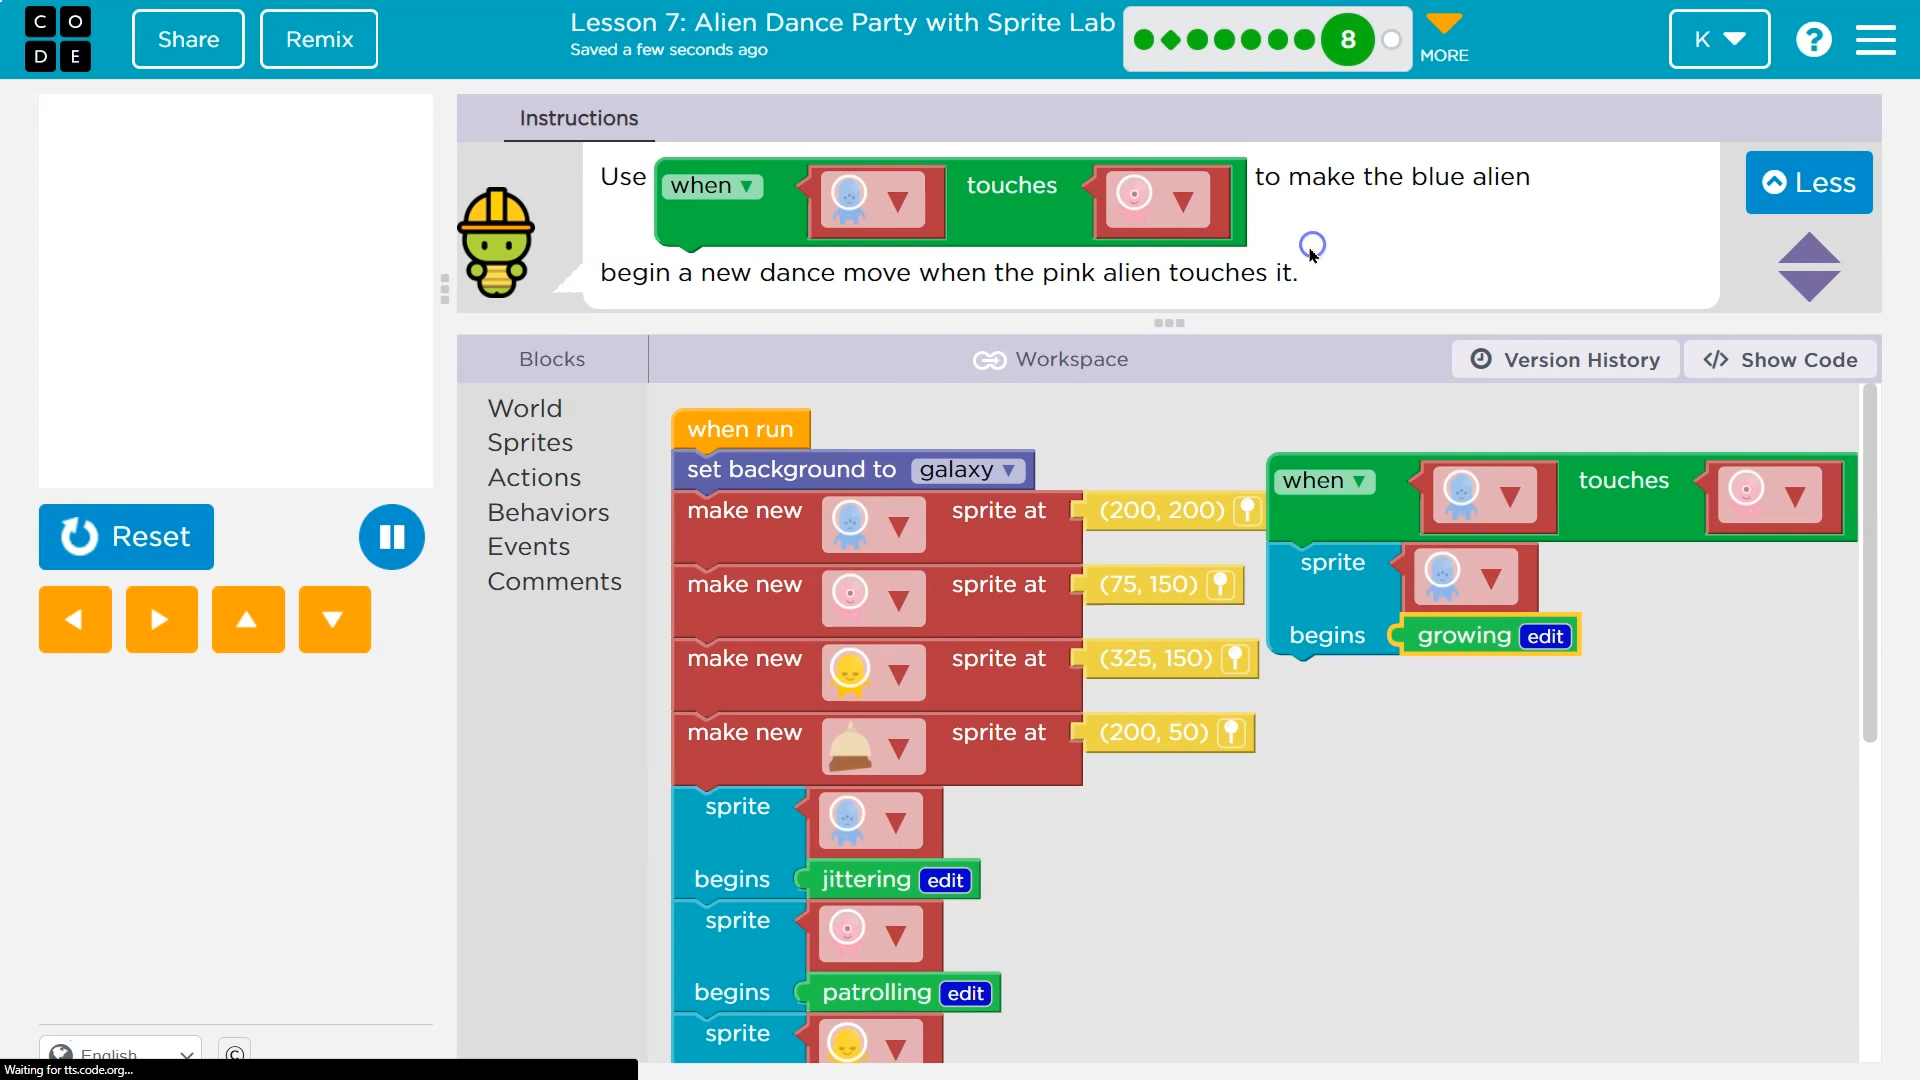 C O
D E
Share
Remix
Lesson 7: Alien Dance Party with Sprite Lab
Saved a few seconds ago
8
MORE
K
?
Instructions
Use when touches to make the blue alien
begin a new dance move when the pink alien touches it.
Less
Blocks
Workspace
Version History
</> Show Code
World
Sprites
Actions
Behaviors
Events
Comments
when run
set background to galaxy
make new sprite at (200, 200)
make new sprite at (75, 150)
make new sprite at (325, 150)
make new sprite at (200, 50)
sprite
begins jittering edit
sprite
begins patrolling edit
sprite
when touches
sprite
begins growing edit
Reset
English
©
Waiting for tts.code.org...